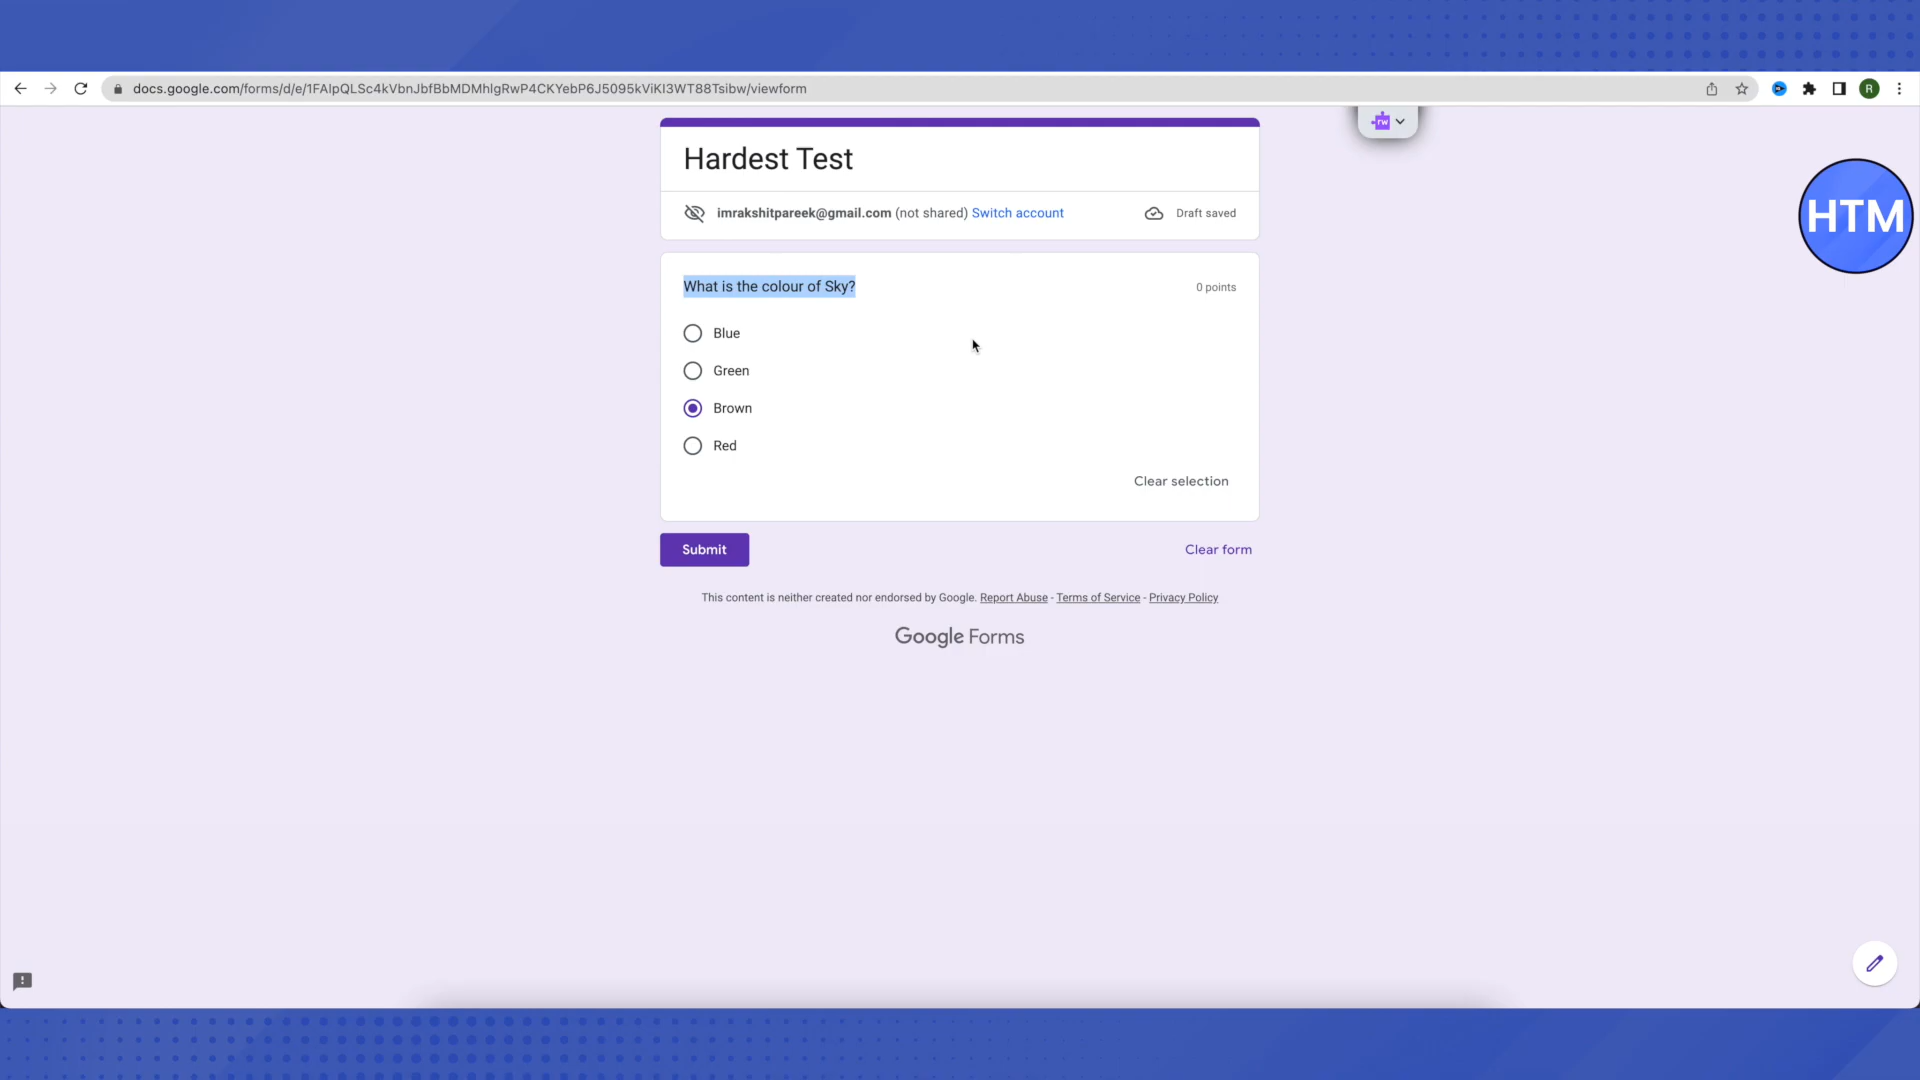 docs.google.com/forms/d/e/1FAIpQLSc4kVbnJbfBbMDMhIgRwP4CKYebP6J5095kViKI3WT88Tsibw/viewform
R
rw
Hardest Test
HTM
imrakshitpareek@gmail.com (not shared) Switch account
Draft saved
What is the colour of Sky?
0 points
Blue
Green
Brown
Red
Clear selection
Submit
Clear form
This content is neither created nor endorsed by Google. Report Abuse - Terms of Service - Privacy Policy
Google Forms